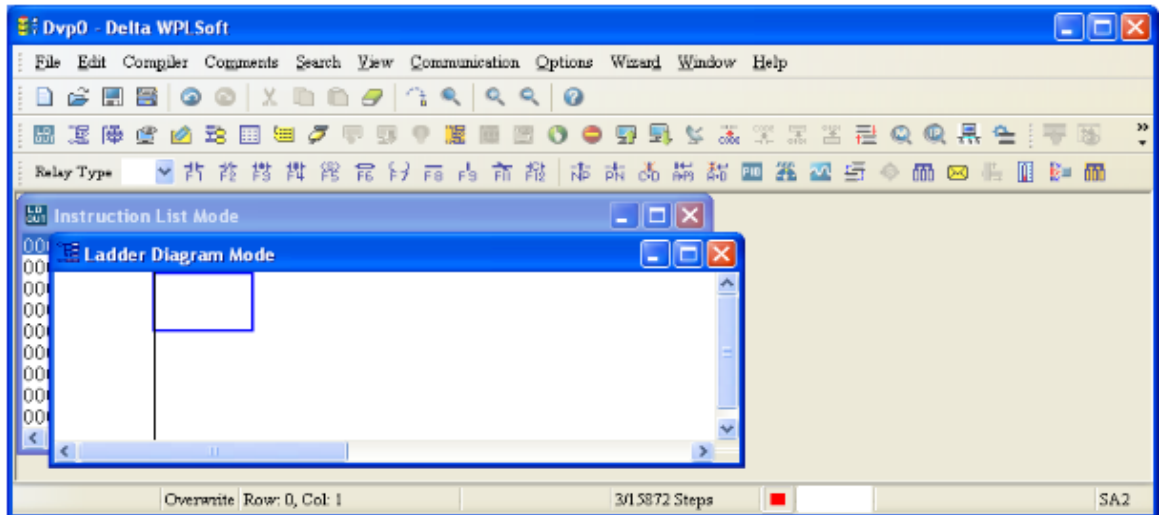 Dvp0 - Delta WPLSoft
File Edit Compiler Comments Search View Communication Options Wizard Window Help
Relay Type
Instruction List Mode
Ladder Diagram Mode
Overwrite Row: 0, Col: 1 3/15872 Steps SA2